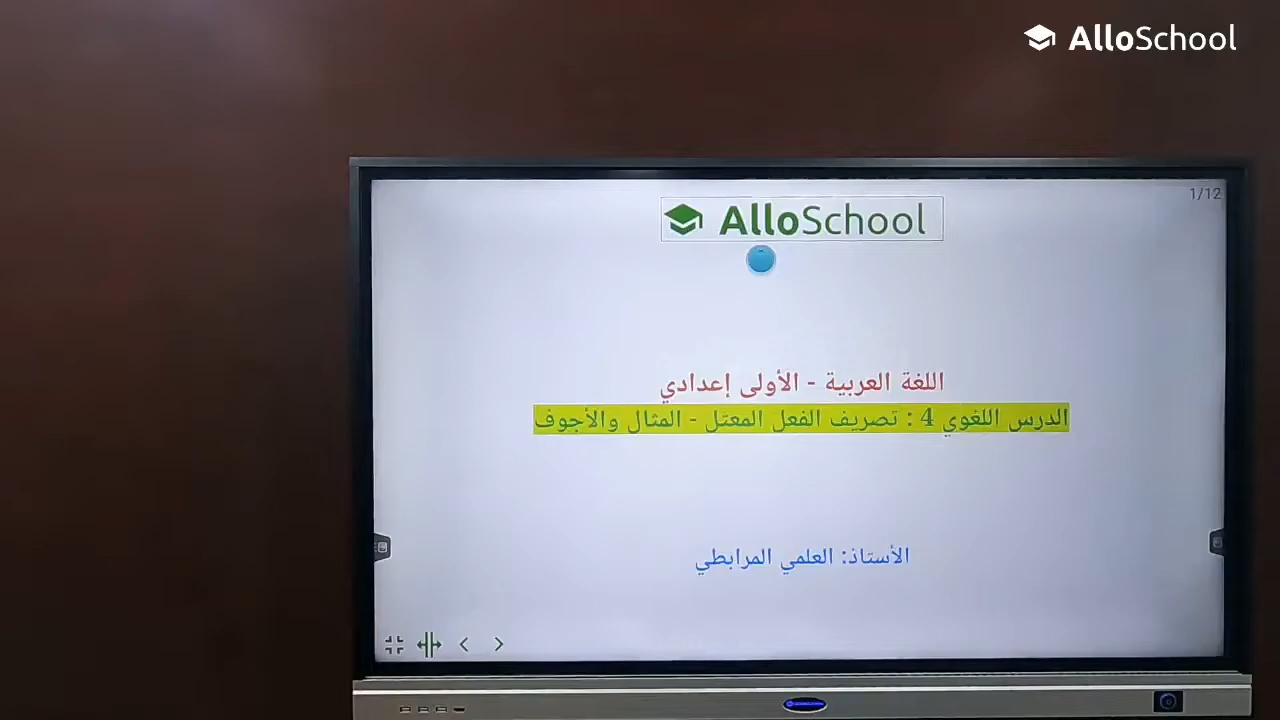 AlloSchool
1/12
AlloSchool
اللغة العربية - الأولى إعدادي
الدرس اللغوي 4 : تصريف الفعل المعتل - المثال والأجوف
الأستاذ: العلمي المرابطي